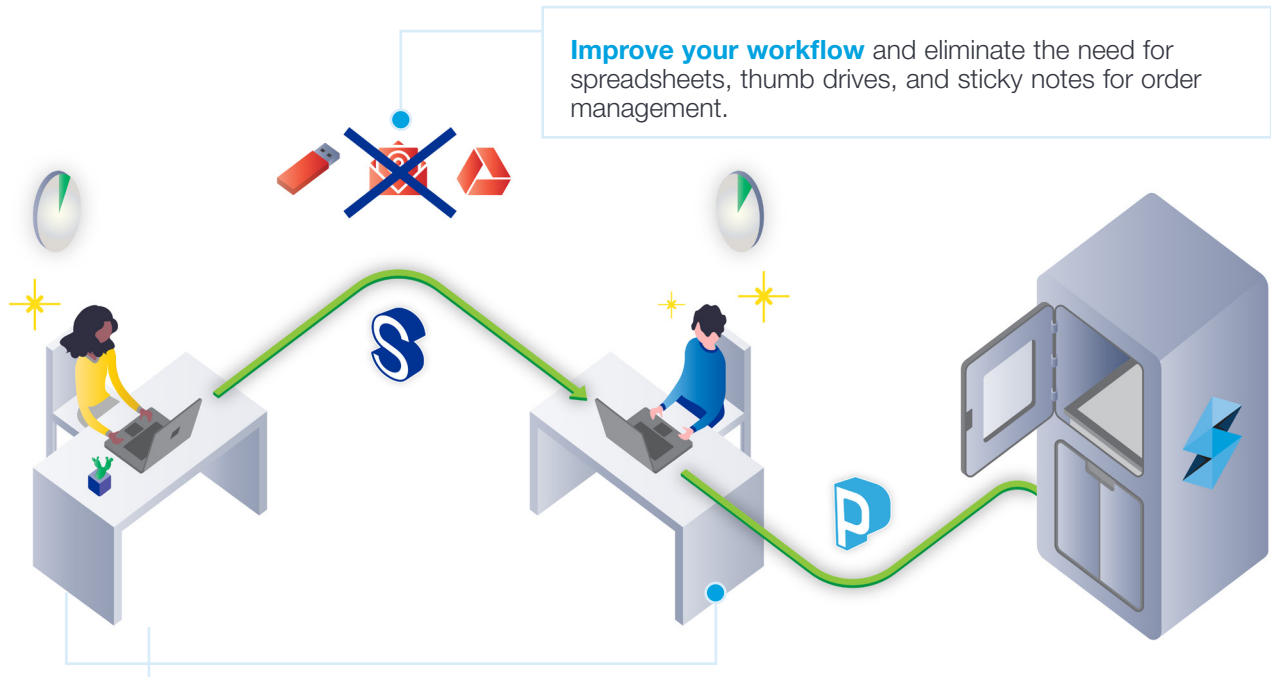 Improve your workflow and eliminate the need for
spreadsheets, thumb drives, and sticky notes for order
management.
S
P